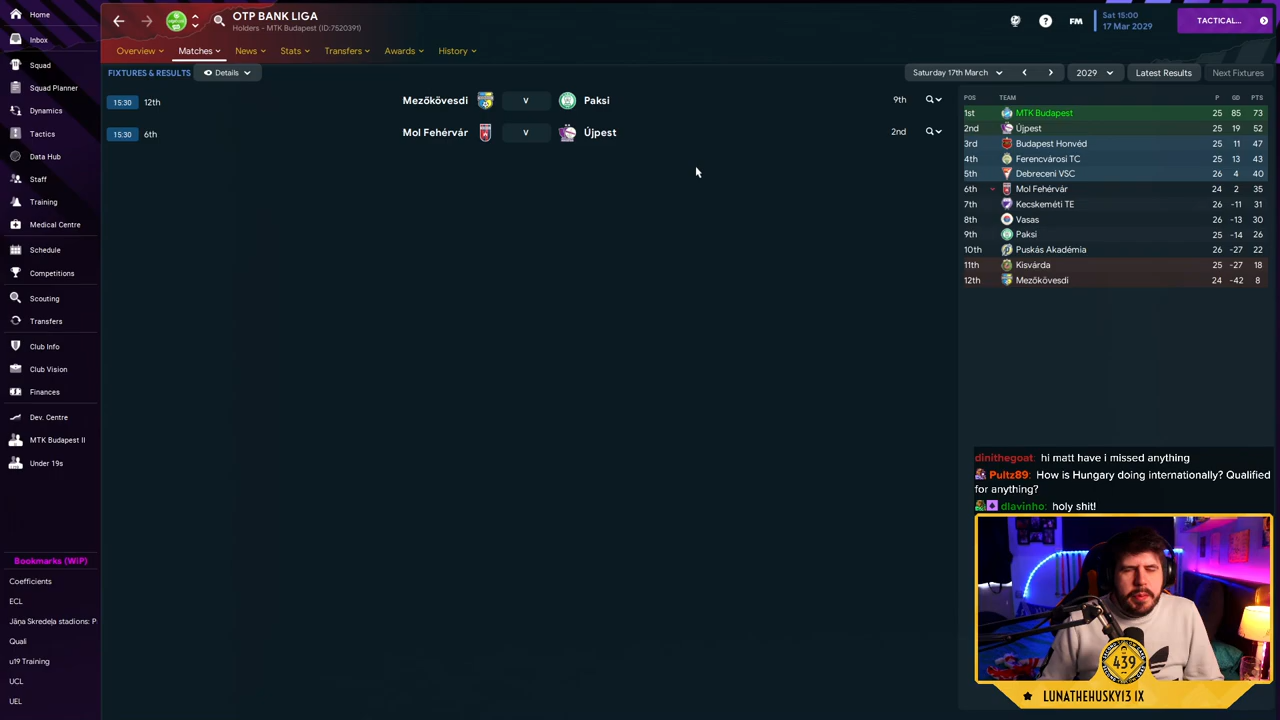 Home
Inbox
Squad
Squad Planner
Dynamics
Tactics
Data Hub
Staff
Training
Medical Centre
Schedule
Competitions
Scouting
Transfers
Club Info
Club Vision
Finances
Dev. Centre
MTK Budapest II
Under 19s
Bookmarks (WiP)
Coefficients
ECL
Jāņa Skredeļa stadions: P
Quali
u19 Training
UCL
UEL
OTP BANK LIGA
Holders - MTK Budapest (ID:7520391)
FM
Sat 15:00
17 Mar 2029
TACTICAL...
Overview
Matches
News
Stats
Transfers
Awards
History
FIXTURES & RESULTS
Details
Saturday 17th March
2029
Latest Results
Next Fixtures
15:30 12th Mezőkövesdi V Paksi 9th
15:30 6th Mol Fehérvár V Újpest 2nd
POS TEAM P GD PTS
1st MTK Budapest 25 85 73
2nd Újpest 25 19 52
3rd Budapest Honvéd 25 11 47
4th Ferencvárosi TC 25 13 43
5th Debreceni VSC 26 4 40
6th Mol Fehérvár 24 2 35
7th Kecskeméti TE 26 -11 31
8th Vasas 26 -13 30
9th Paksi 25 -14 26
10th Puskás Akadémia 26 -27 22
11th Kisvárda 25 -27 18
12th Mezőkövesdi 24 -42 8
dinithegoat: hi matt have i missed anything
Pultz89: How is Hungary doing internationally? Qualified
for anything?
dlavinho: holy shit!
439
LUNATHEHUSKY13 IX